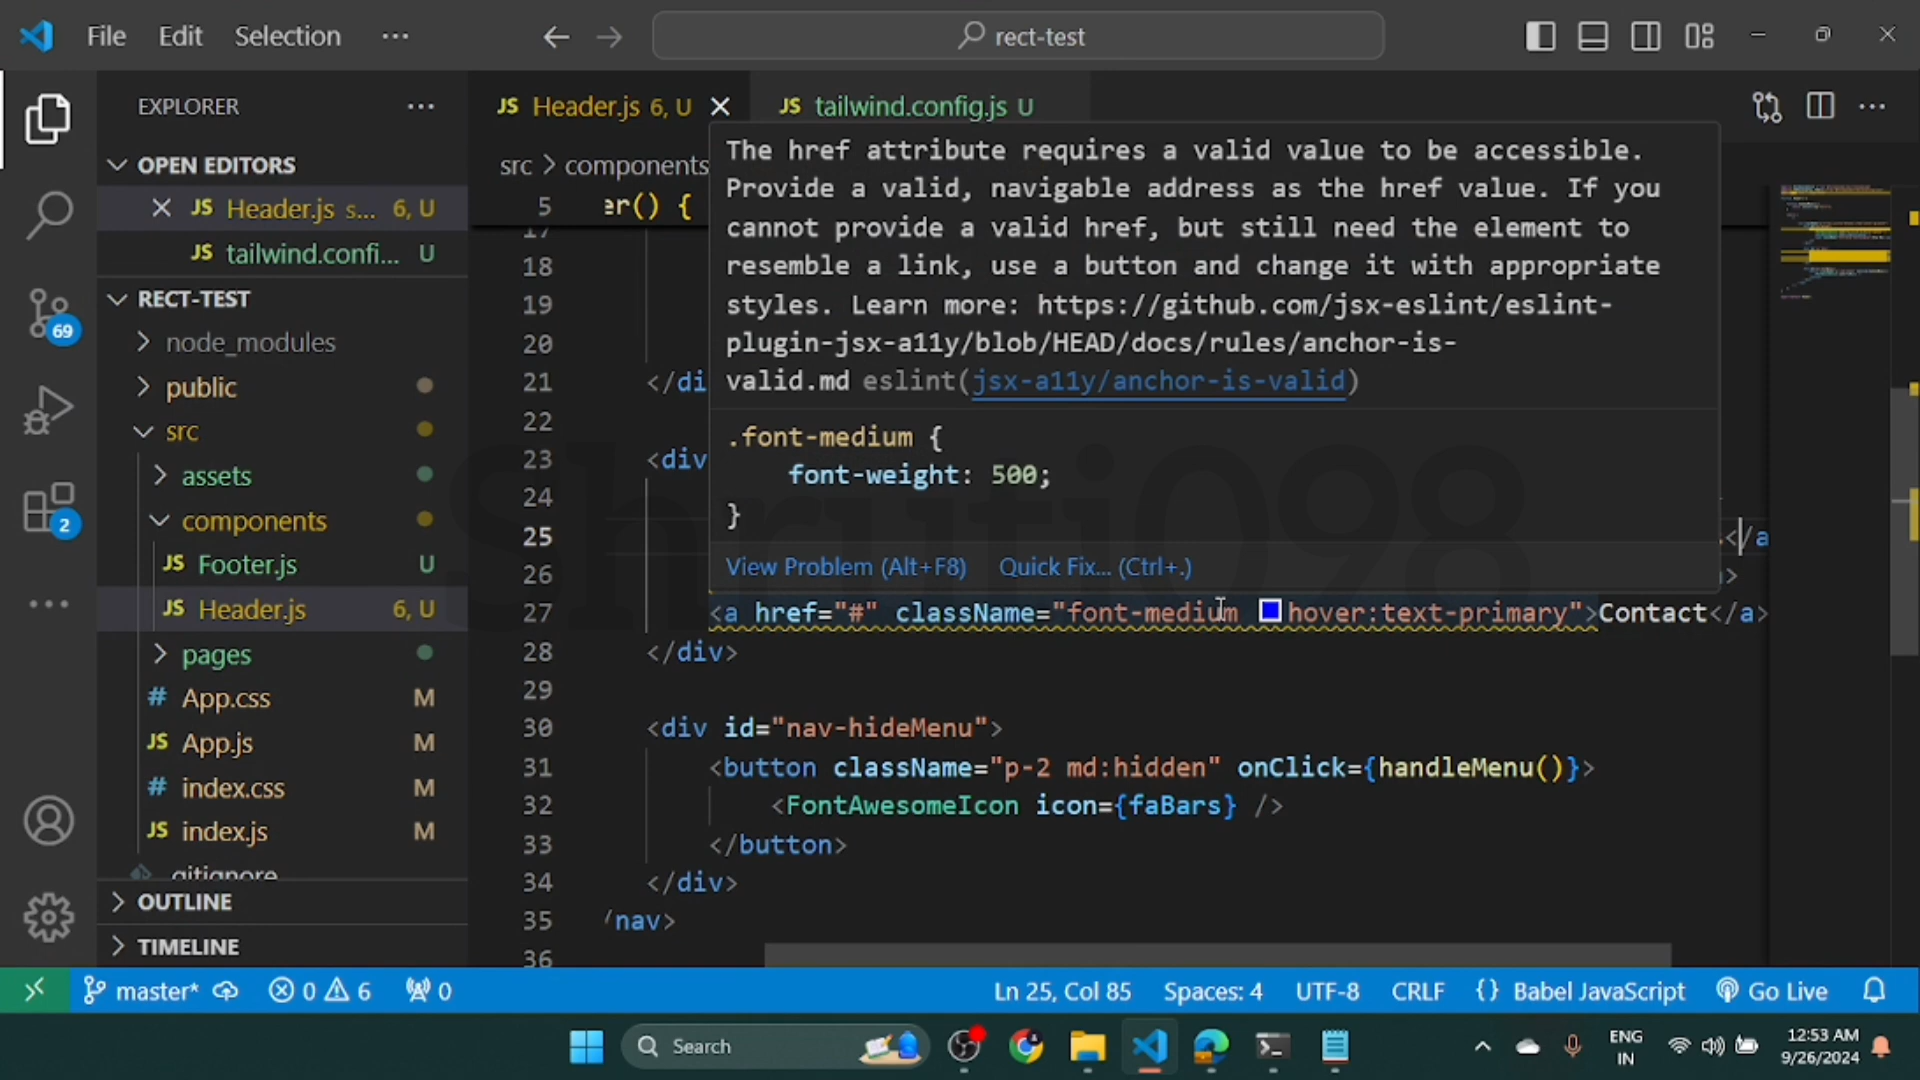 File Edit Selection ···
rect-test
EXPLORER ···
OPEN EDITORS
JS Header.js s... 6, U
JS tailwind.confi... U
RECT-TEST
node_modules
public
src
assets
components
JS Footer.js U
JS Header.js 6, U
pages
# App.css M
JS App.js M
# index.css M
JS index.js M
.gitignore
OUTLINE
TIMELINE
69
2
JS Header.js 6, U
JS tailwind.config.js U
src > components
5 er() {
The href attribute requires a valid value to be accessible.
Provide a valid, navigable address as the href value. If you
cannot provide a valid href, but still need the element to
resemble a link, use a button and change it with appropriate
styles. Learn more: https://github.com/jsx-eslint/eslint-
plugin-jsx-a11y/blob/HEAD/docs/rules/anchor-is-
valid.md eslint(jsx-a11y/anchor-is-valid)
.font-medium {
font-weight: 500;
}
View Problem (Alt+F8) Quick Fix... (Ctrl+.)
17
18
19
20
21 </di
22
23 <div
24
25 </a
26 >
27 <a href="#" className="font-medium hover:text-primary">Contact</a>
28 </div>
29
30 <div id="nav-hideMenu">
31 <button className="p-2 md:hidden" onClick={handleMenu()}>
32 <FontAwesomeIcon icon={faBars} />
33 </button>
34 </div>
35 /nav>
36
Shruti098
master* 0 6 0
Ln 25, Col 85 Spaces: 4 UTF-8 CRLF {} Babel JavaScript Go Live
Search
ENG
IN
12:53 AM
9/26/2024